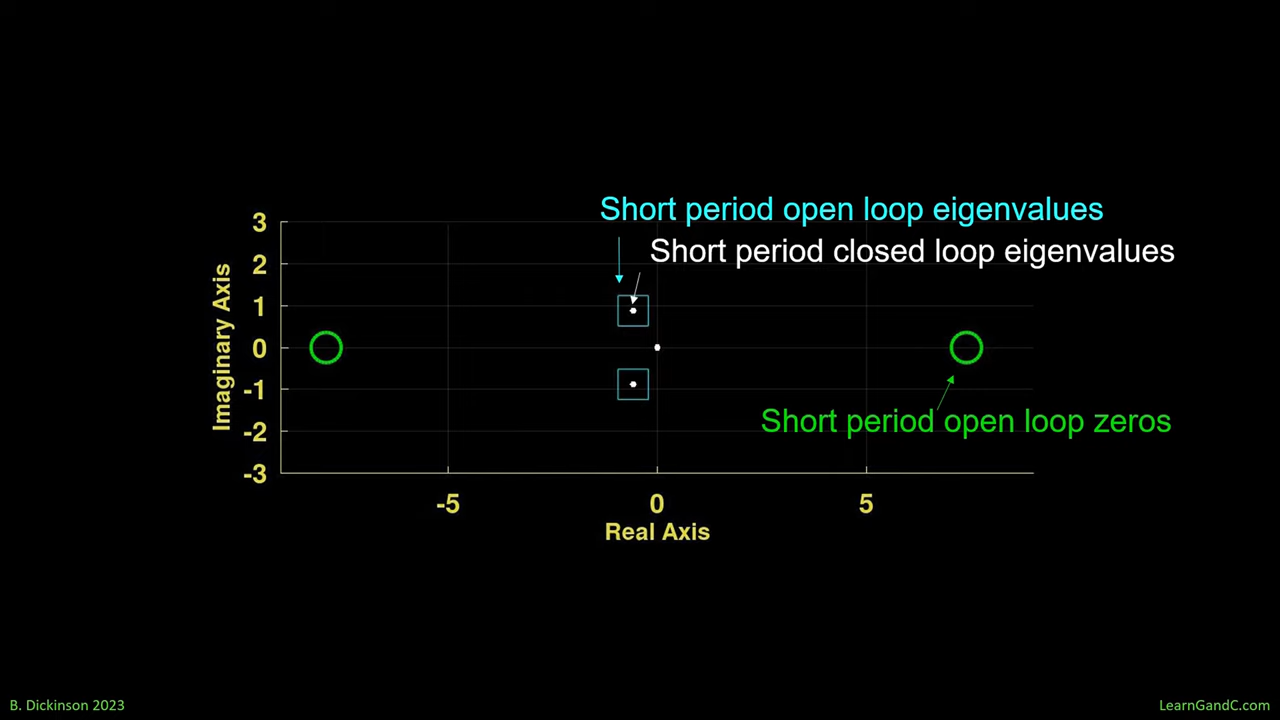 Short period open loop eigenvalues
Short period closed loop eigenvalues
3
2
1
0
-1
-2
-3
Imaginary Axis
Short period open loop zeros
-5
0
5
Real Axis
B. Dickinson 2023
LearnGandC.com